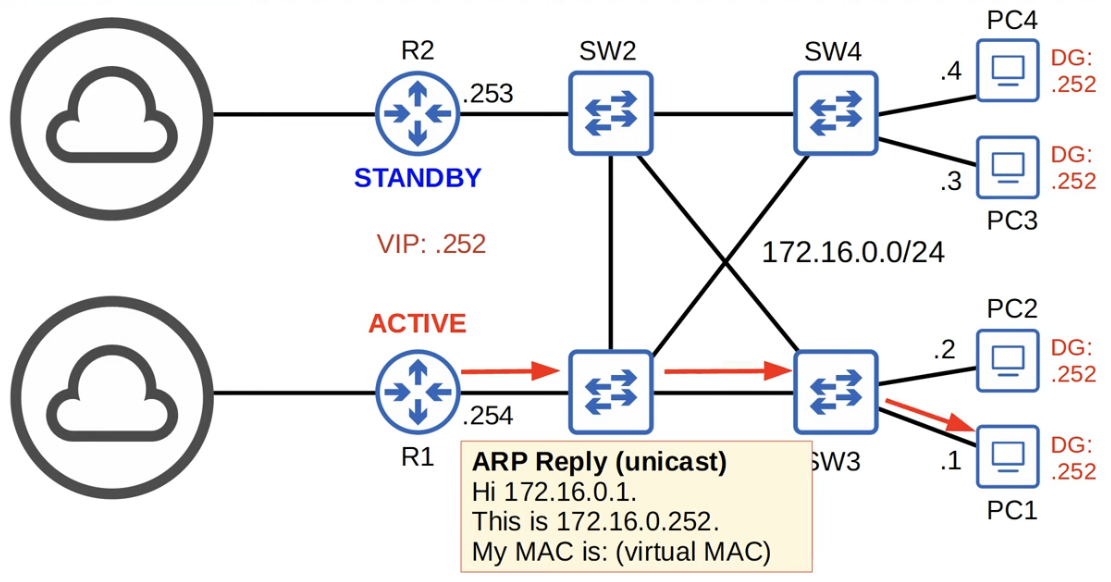 PC4
R2
SW2
SW4
.4
DG:
.252
.253
STANDBY
.3
DG:
.252
PC3
VIP: .252
172.16.0.0/24
ACTIVE
PC2
.2
DG:
.252
.254
R1
SW3
.1
DG:
.252
PC1
ARP Reply (unicast)
Hi 172.16.0.1.
This is 172.16.0.252.
My MAC is: (virtual MAC)